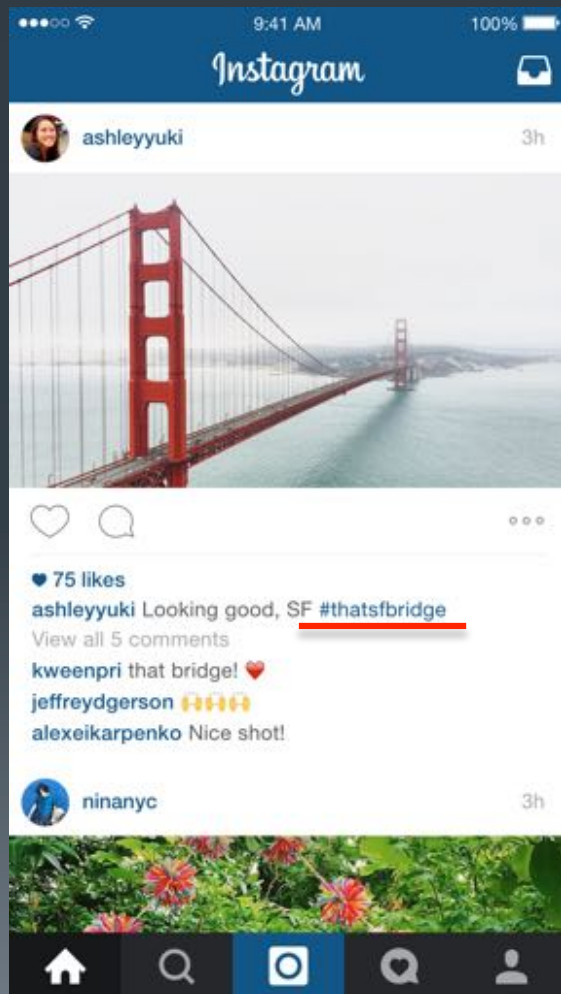 9:41 AM 100%
Instagram
ashleyyuki 3h
75 likes
ashleyyuki Looking good, SF #thatsfbridge
View all 5 comments
kweenpri that bridge! ❤️
jeffreydgerson 🙌🙌🙌
alexeikarpenko Nice shot!
ninanyc 3h